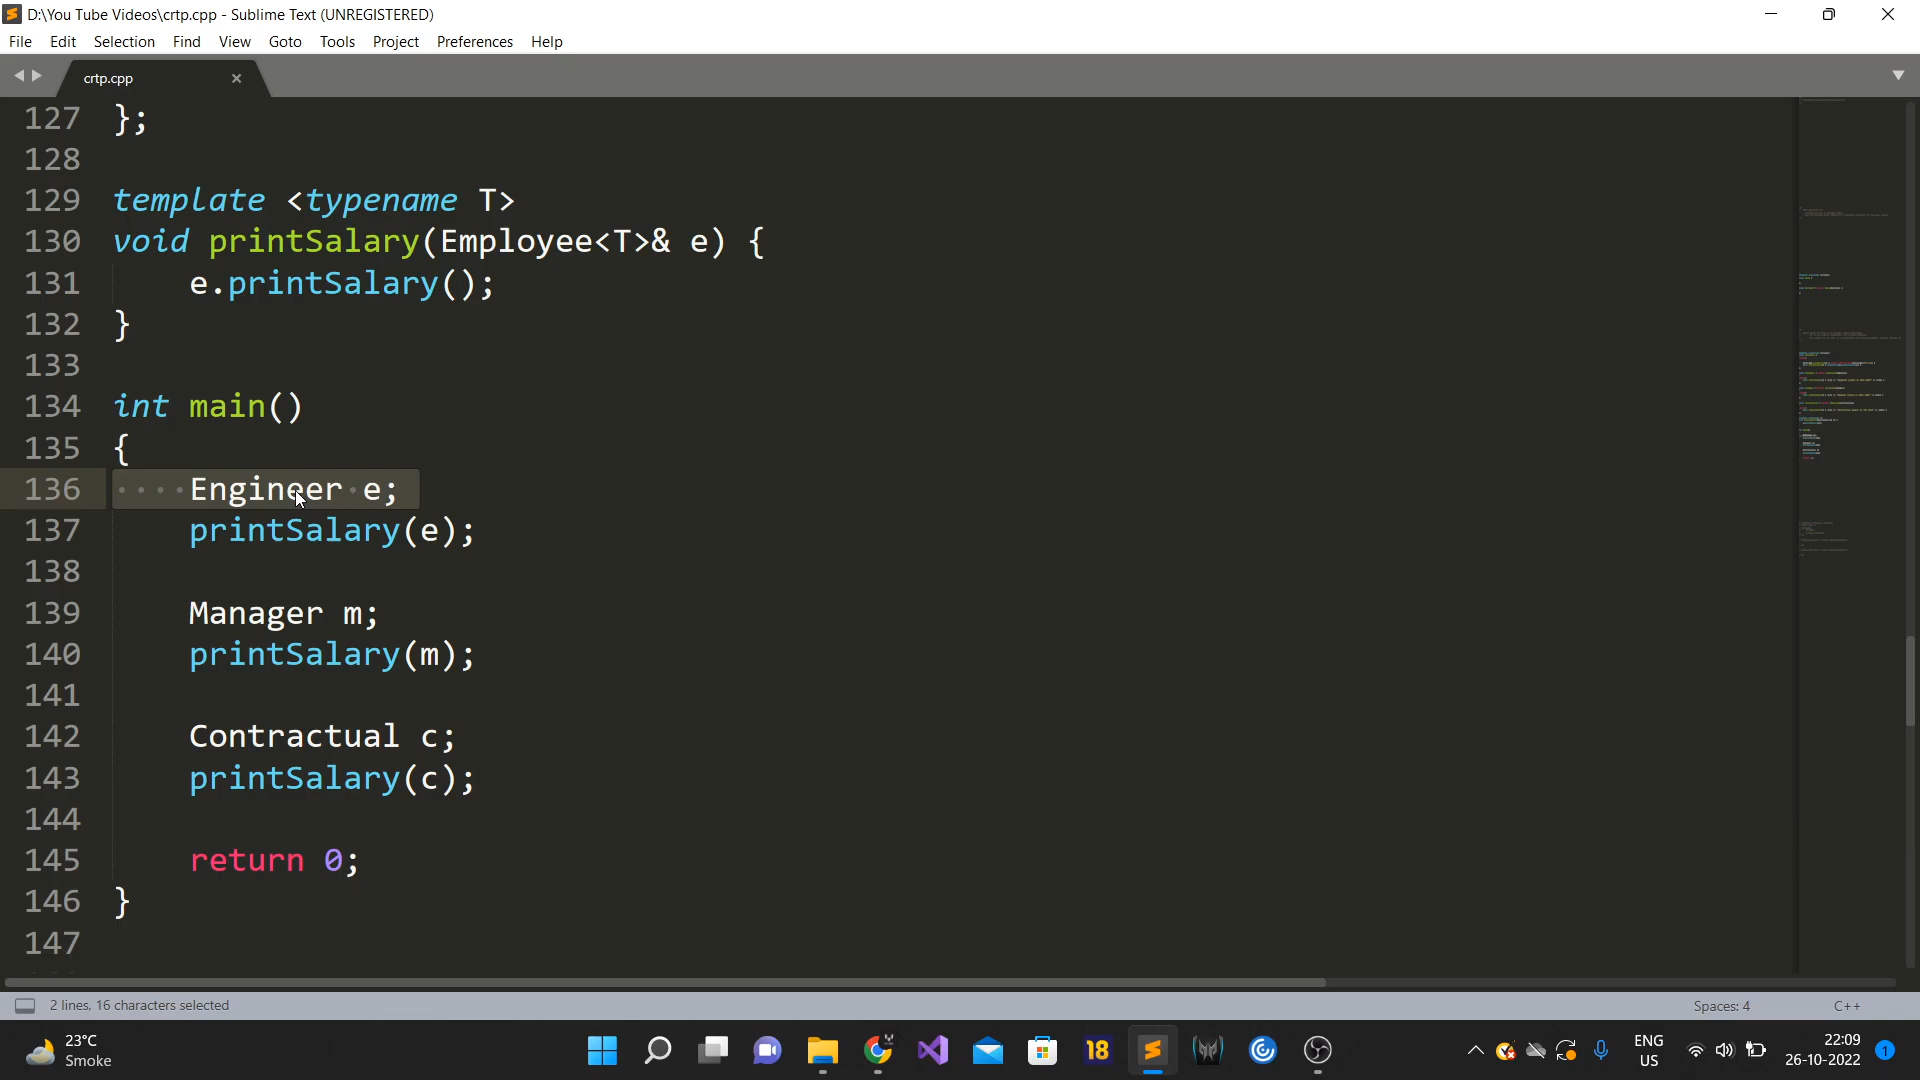 D:\You Tube Videos\crtp.cpp - Sublime Text (UNREGISTERED)
File Edit Selection Find View Goto Tools Project Preferences Help
crtp.cpp
127 };
128
129 template <typename T>
130 void printSalary(Employee<T>& e) {
131 e.printSalary();
132 }
133
134 int main()
135 {
136 Engineer e;
137 printSalary(e);
138
139 Manager m;
140 printSalary(m);
141
142 Contractual c;
143 printSalary(c);
144
145 return 0;
146 }
147
2 lines, 16 characters selected
Spaces: 4
C++
23°C
Smoke
18
ENG
US
22:09
26-10-2022
1